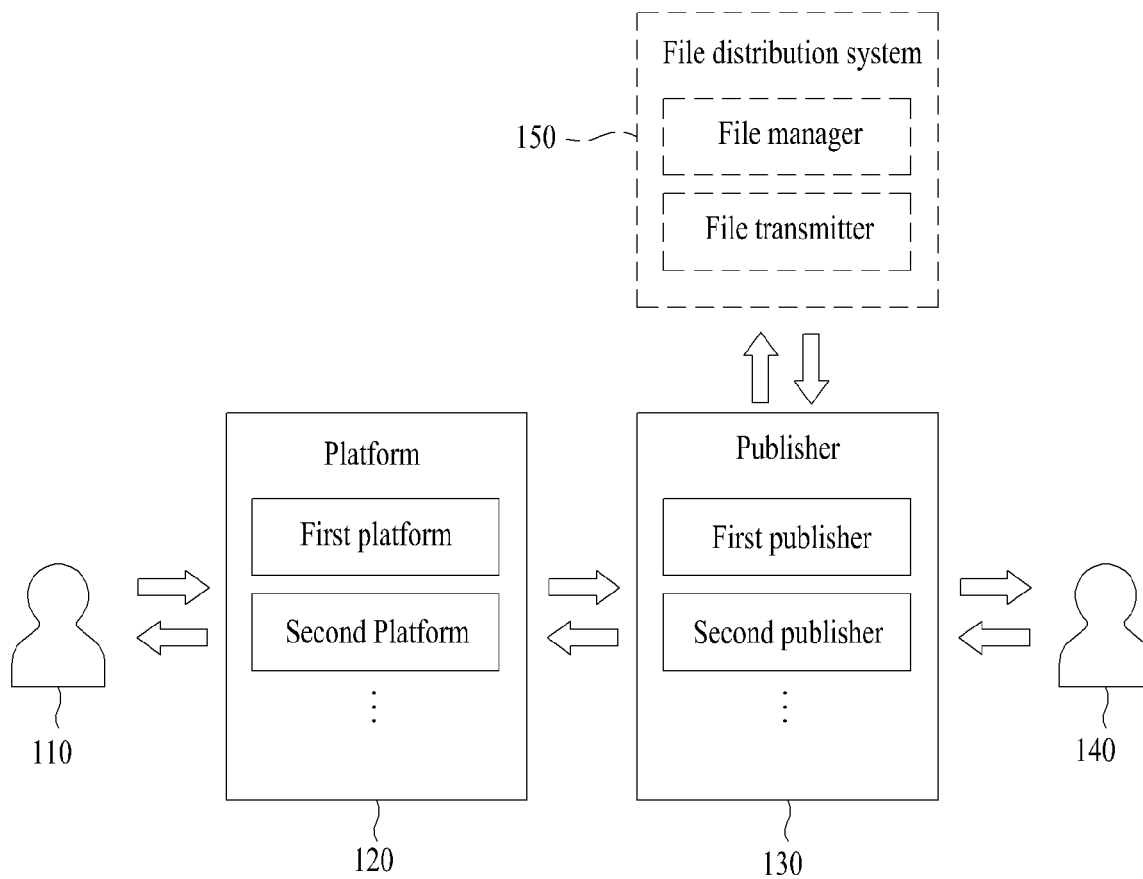 File distribution system
150
File manager
File transmitter
Platform
First platform
Second Platform
⋮
Publisher
First publisher
Second publisher
⋮
110
120
130
140